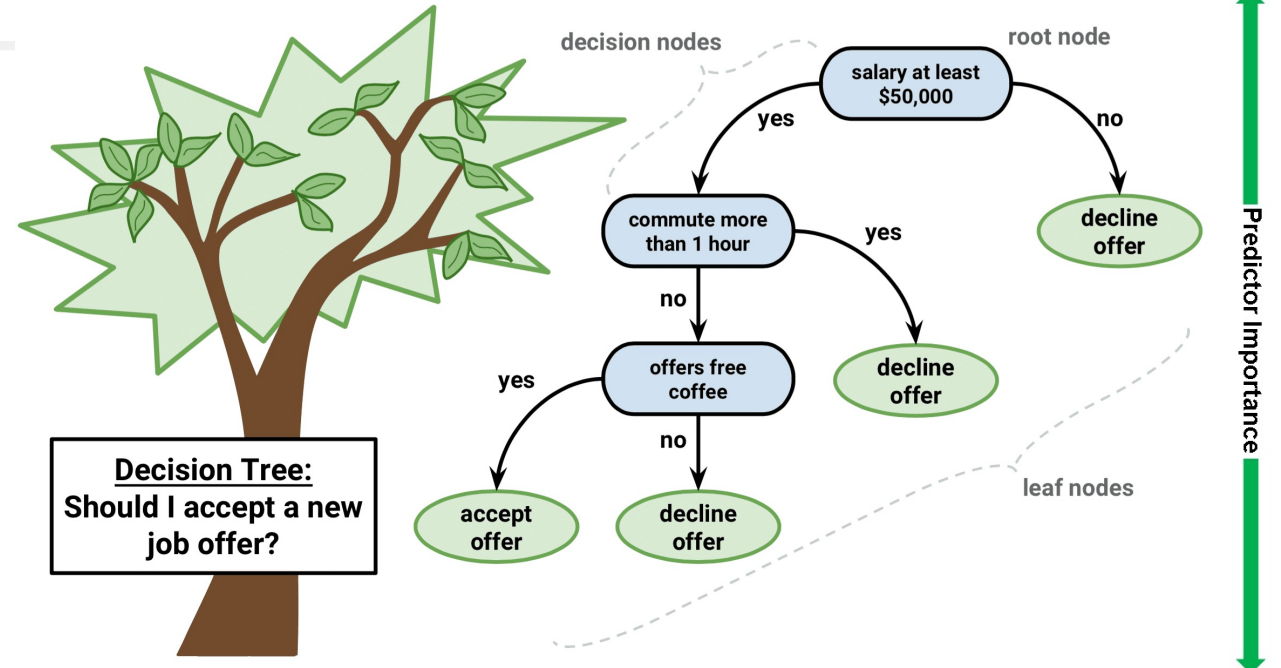 decision nodes
root node
salary at least
$50,000
yes
no
commute more
than 1 hour
yes
decline
offer
no
offers free
coffee
decline
offer
yes
no
accept
offer
decline
offer
leaf nodes
Decision Tree:
Should I accept a new
job offer?
Predictor Importance